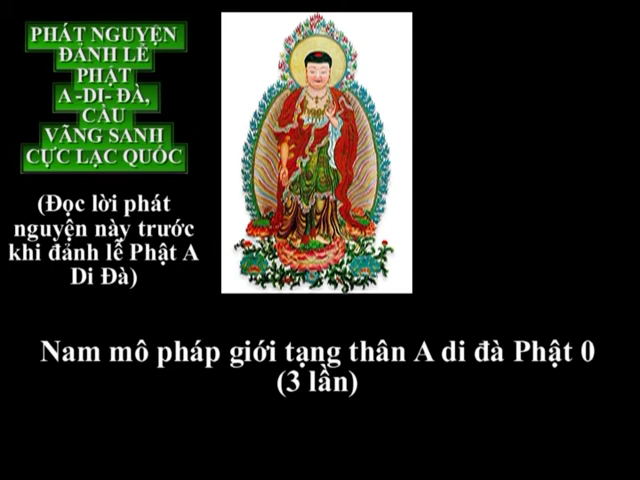 PHÁT NGUYỆN
ĐẢNH LỄ
PHẬT
A -DI- ĐÀ,
CẦU
VÃNG SANH
CỰC LẠC QUỐC
(Đọc lời phát
nguyện này trước
khi đảnh lễ Phật A
Di Đà)
Nam mô pháp giới tạng thân A di đà Phật 0
(3 lần)